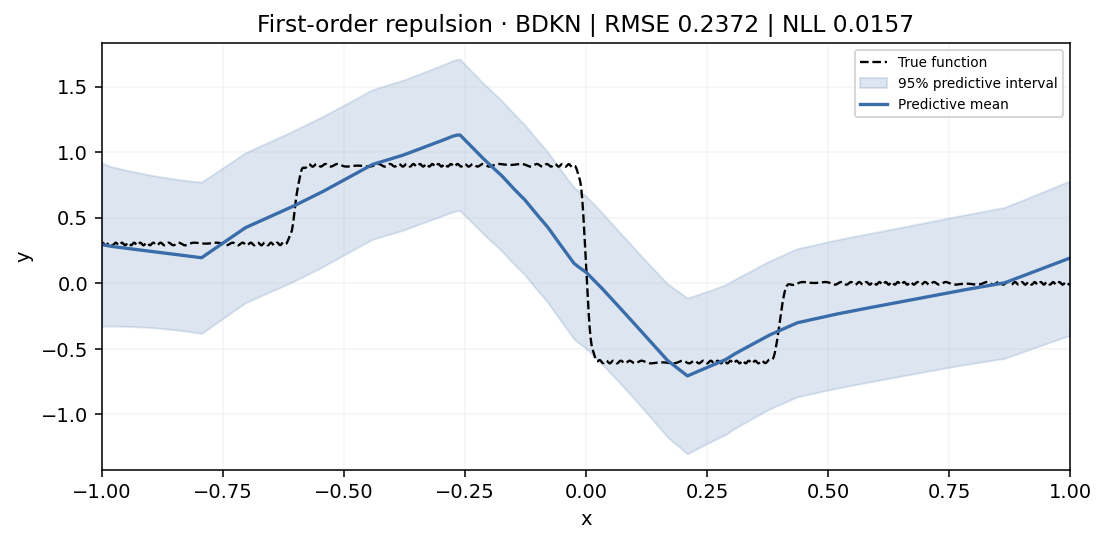 First-order repulsion · BDKN | RMSE 0.2372 | NLL 0.0157
True function
95% predictive interval
Predictive mean
y
1.5
1.0
0.5
0.0
−0.5
−1.0
−1.00 −0.75 −0.50 −0.25 0.00 0.25 0.50 0.75 1.00
x